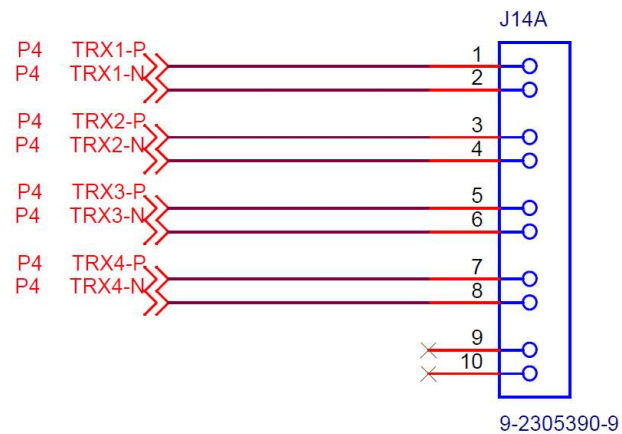 J14A
P4 TRX1-P 1
P4 TRX1-N 2
P4 TRX2-P 3
P4 TRX2-N 4
P4 TRX3-P 5
P4 TRX3-N 6
P4 TRX4-P 7
P4 TRX4-N 8
9
10
9-2305390-9